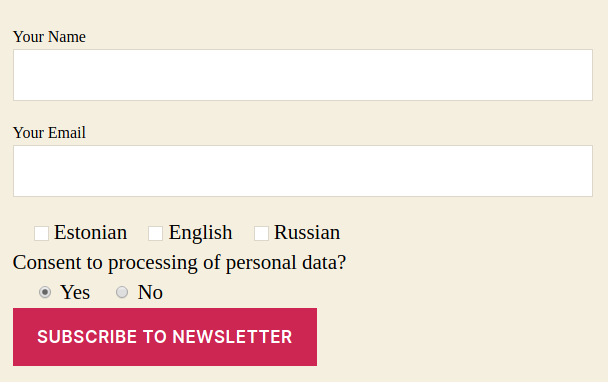 Your Name
Your Email
Estonian English Russian
Consent to processing of personal data?
Yes No
SUBSCRIBE TO NEWSLETTER